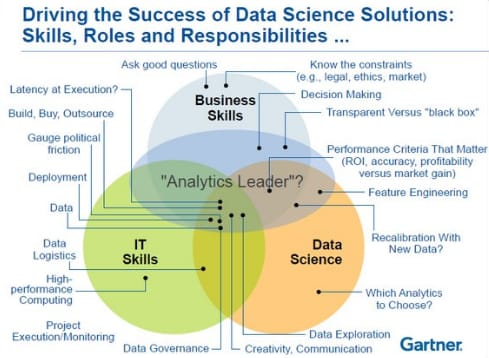 Driving the Success of Data Science Solutions:
Skills, Roles and Responsibilities ...
Ask good questions
Know the constraints
(e.g., legal, ethics, market)
Latency at Execution?
Business
Skills
Decision Making
Build, Buy, Outsource
Transparent Versus "black box"
Gauge political
friction
Performance Criteria That Matter
(ROI, accuracy, profitability
versus market gain)
Deployment
"Analytics Leader"?
Feature Engineering
Data
IT
Skills
Data
Science
Recalibration With
New Data?
Data
Logistics
High-
performance
Computing
Which Analytics
to Choose?
Project
Execution/Monitoring
Data Exploration
Data Governance
Creativity, Communication
Gartner.